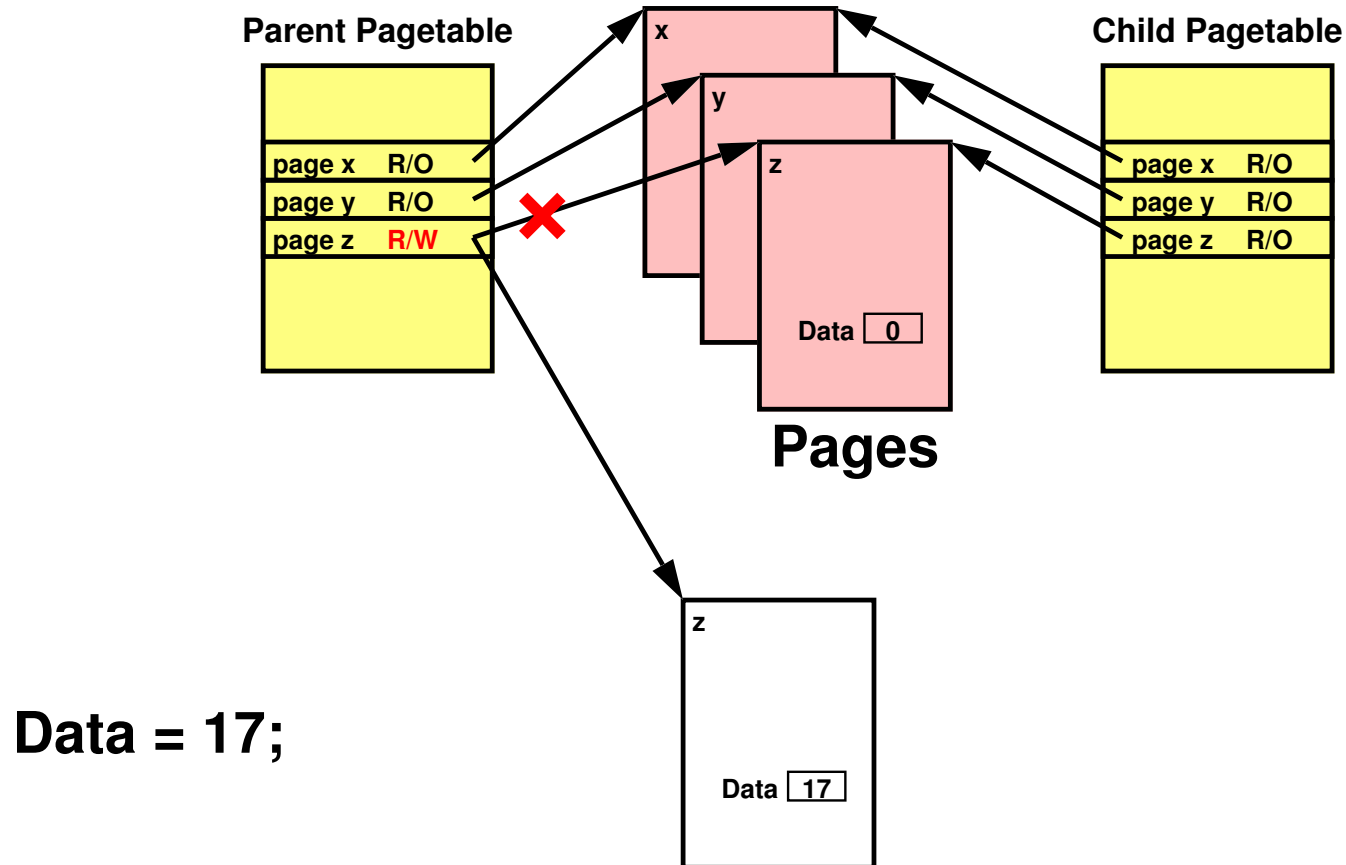 Parent Pagetable
page x R/O
page y R/O
page z R/W
x
y
z
Data 0
Pages
Child Pagetable
page x R/O
page y R/O
page z R/O
z
Data 17
Data = 17;